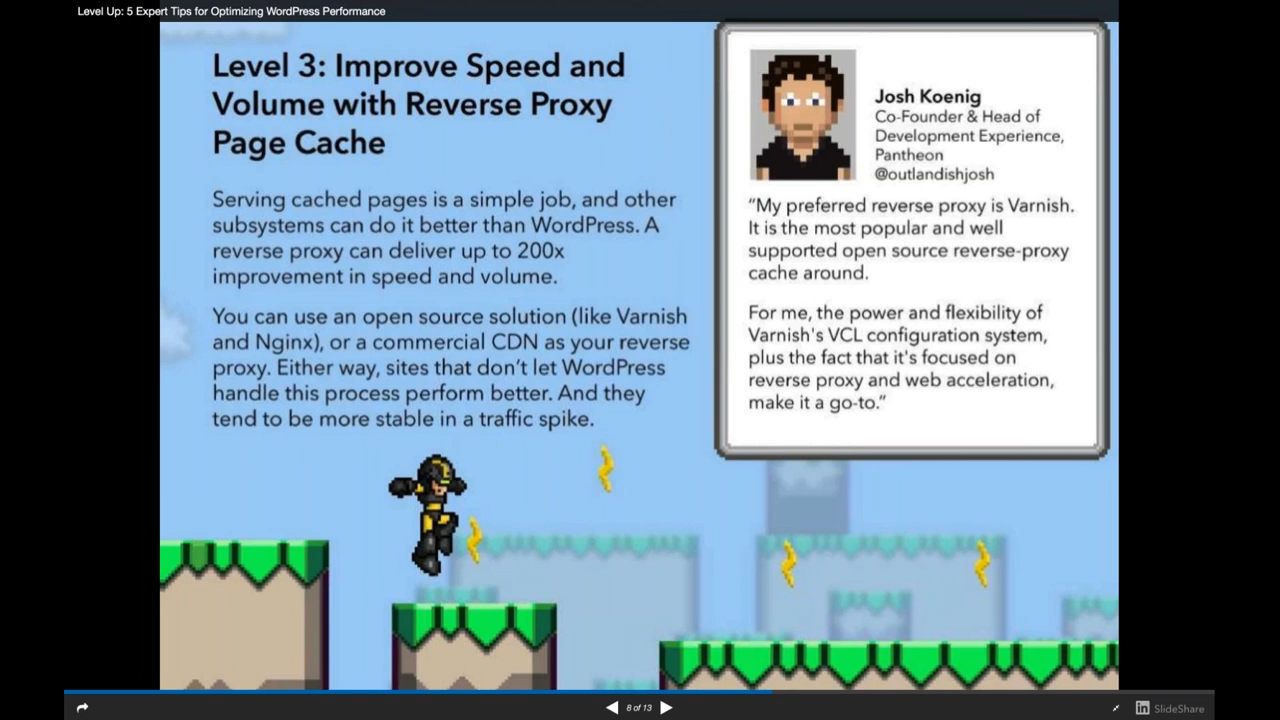 Level Up: 5 Expert Tips for Optimizing WordPress Performance
Level 3: Improve Speed and
Volume with Reverse Proxy
Page Cache
Serving cached pages is a simple job, and other
subsystems can do it better than WordPress. A
reverse proxy can deliver up to 200x
improvement in speed and volume.
You can use an open source solution (like Varnish
and Nginx), or a commercial CDN as your reverse
proxy. Either way, sites that don’t let WordPress
handle this process perform better. And they
tend to be more stable in a traffic spike.
Josh Koenig
Co-Founder & Head of
Development Experience,
Pantheon
@outlandishjosh
“My preferred reverse proxy is Varnish.
It is the most popular and well
supported open source reverse-proxy
cache around.
For me, the power and flexibility of
Varnish's VCL configuration system,
plus the fact that it's focused on
reverse proxy and web acceleration,
make it a go-to.”
8 of 13
in SlideShare